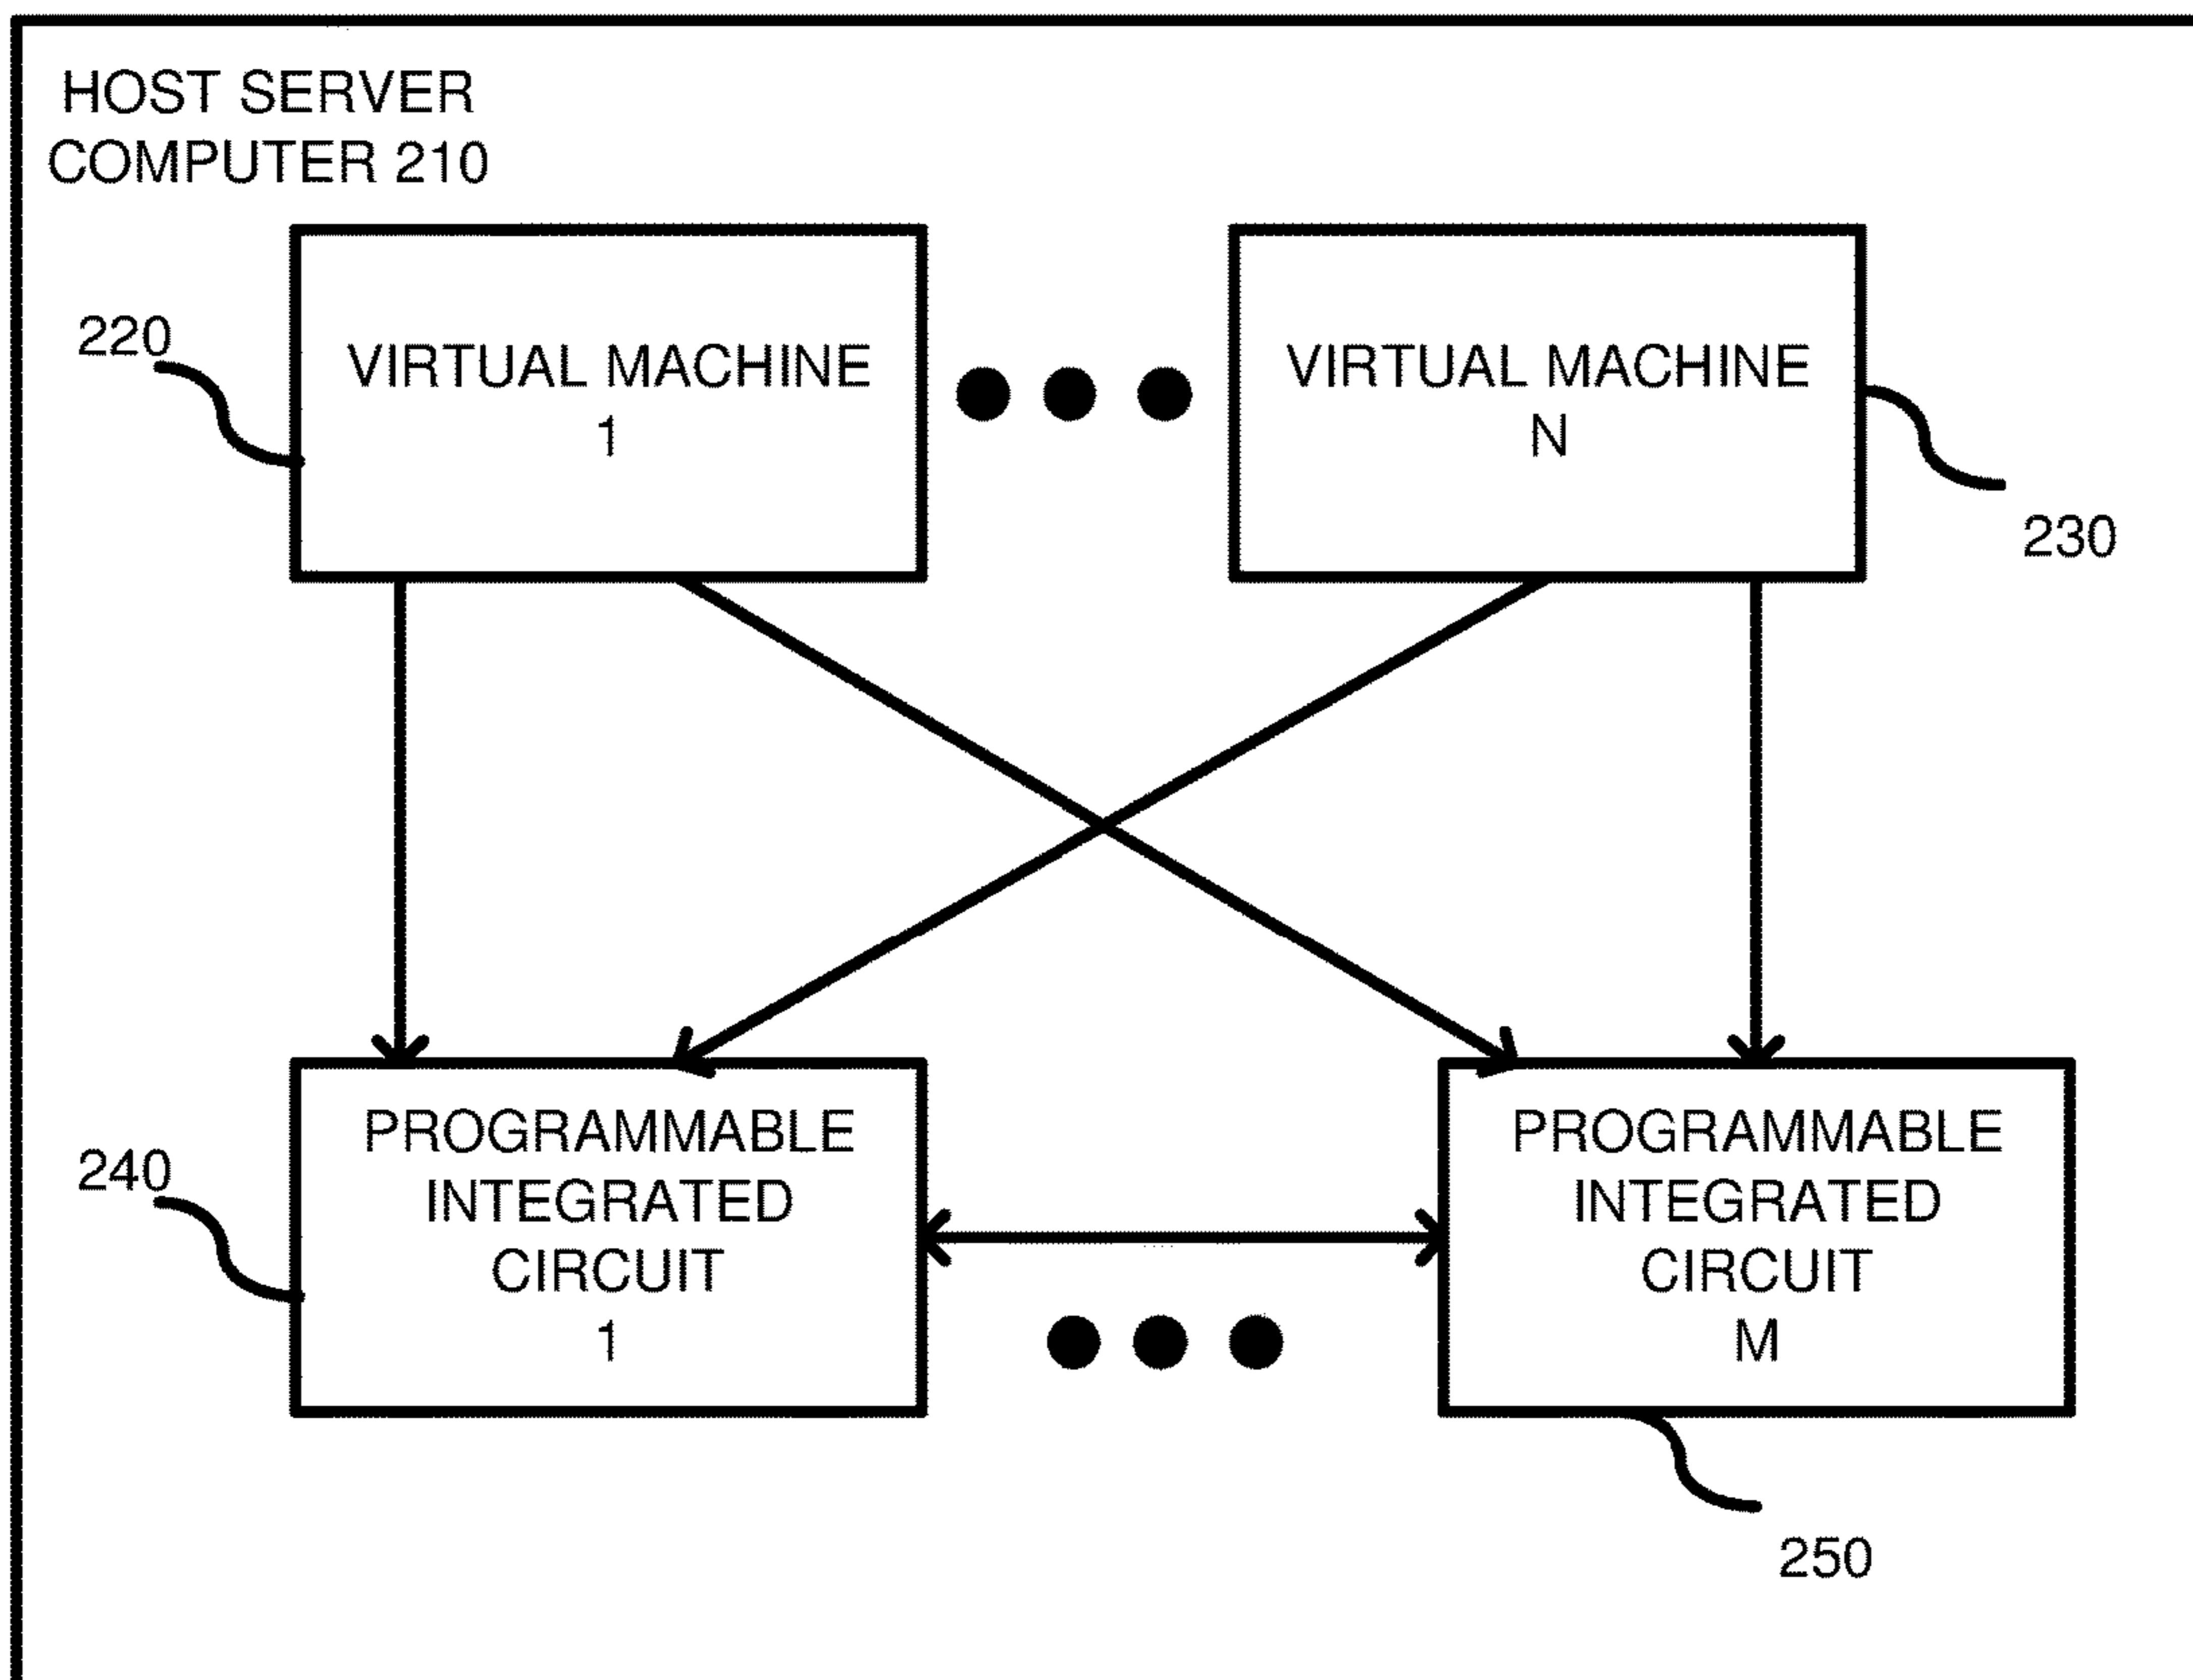 HOST SERVER
COMPUTER 210
220
VIRTUAL MACHINE
1
VIRTUAL MACHINE
N
230
240
PROGRAMMABLE
INTEGRATED
CIRCUIT
1
PROGRAMMABLE
INTEGRATED
CIRCUIT
M
250